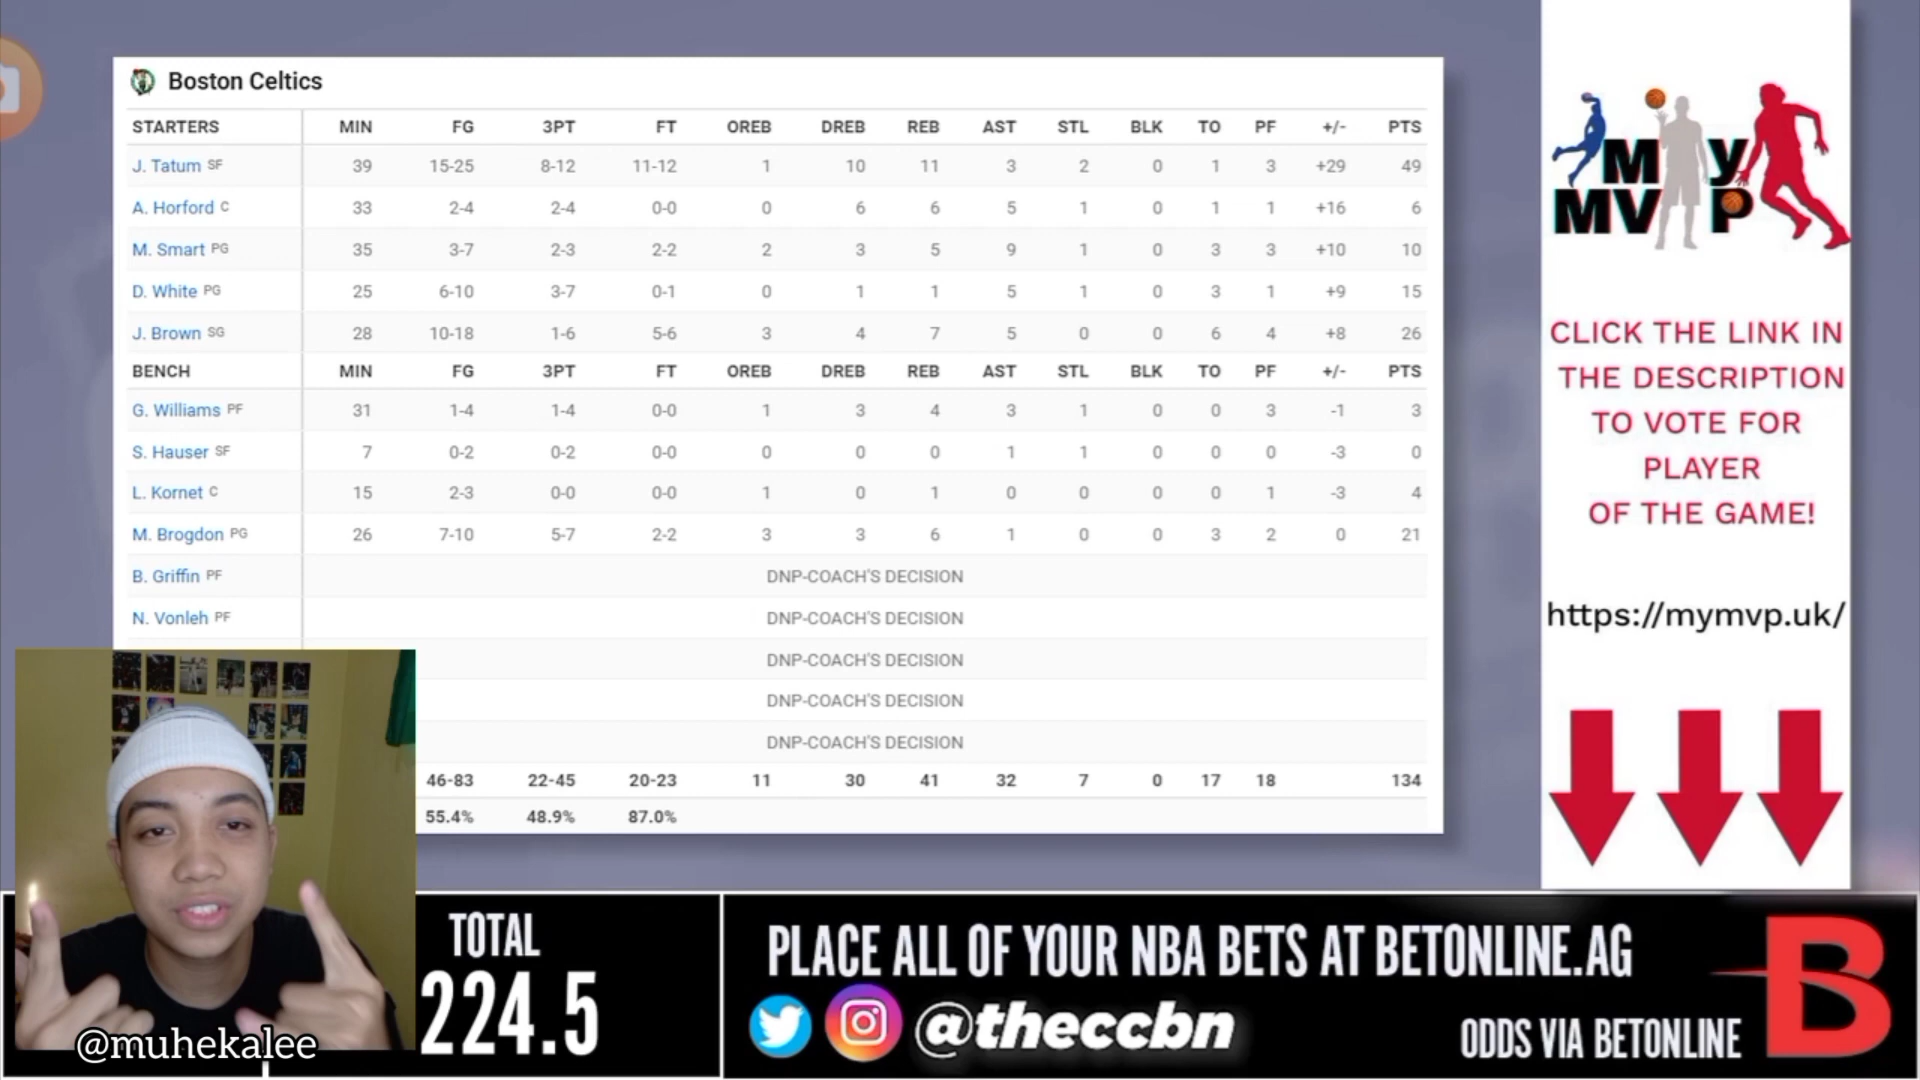 Boston Celtics
STARTERS MIN FG 3PT FT OREB DREB REB AST STL BLK TO PF +/- PTS
J. Tatum SF 39 15-25 8-12 11-12 1 10 11 3 2 0 1 3 +29 49
A. Horford C 33 2-4 2-4 0-0 0 6 6 5 1 0 1 1 +16 6
M. Smart PG 35 3-7 2-3 2-2 2 3 5 9 1 0 3 3 +10 10
D. White PG 25 6-10 3-7 0-1 0 1 1 5 1 0 3 1 +9 15
J. Brown SG 28 10-18 1-6 5-6 3 4 7 5 0 0 6 4 +8 26
BENCH MIN FG 3PT FT OREB DREB REB AST STL BLK TO PF +/- PTS
G. Williams PF 31 1-4 1-4 0-0 1 3 4 3 1 0 0 3 -1 3
S. Hauser SF 7 0-2 0-2 0-0 0 0 0 1 1 0 0 0 -3 0
L. Kornet C 15 2-3 0-0 0-0 1 0 1 0 0 0 0 1 -3 4
M. Brogdon PG 26 7-10 5-7 2-2 3 3 6 1 0 0 3 2 0 21
B. Griffin PF DNP-COACH'S DECISION
N. Vonleh PF DNP-COACH'S DECISION
DNP-COACH'S DECISION
DNP-COACH'S DECISION
DNP-COACH'S DECISION
46-83 22-45 20-23 11 30 41 32 7 0 17 18 134
55.4% 48.9% 87.0%
My
MVP
CLICK THE LINK IN
THE DESCRIPTION
TO VOTE FOR
PLAYER
OF THE GAME!
https://mymvp.uk/
@muhekalee
TOTAL
224.5
PLACE ALL OF YOUR NBA BETS AT BETONLINE.AG
@theccbn
ODDS VIA BETONLINE
B